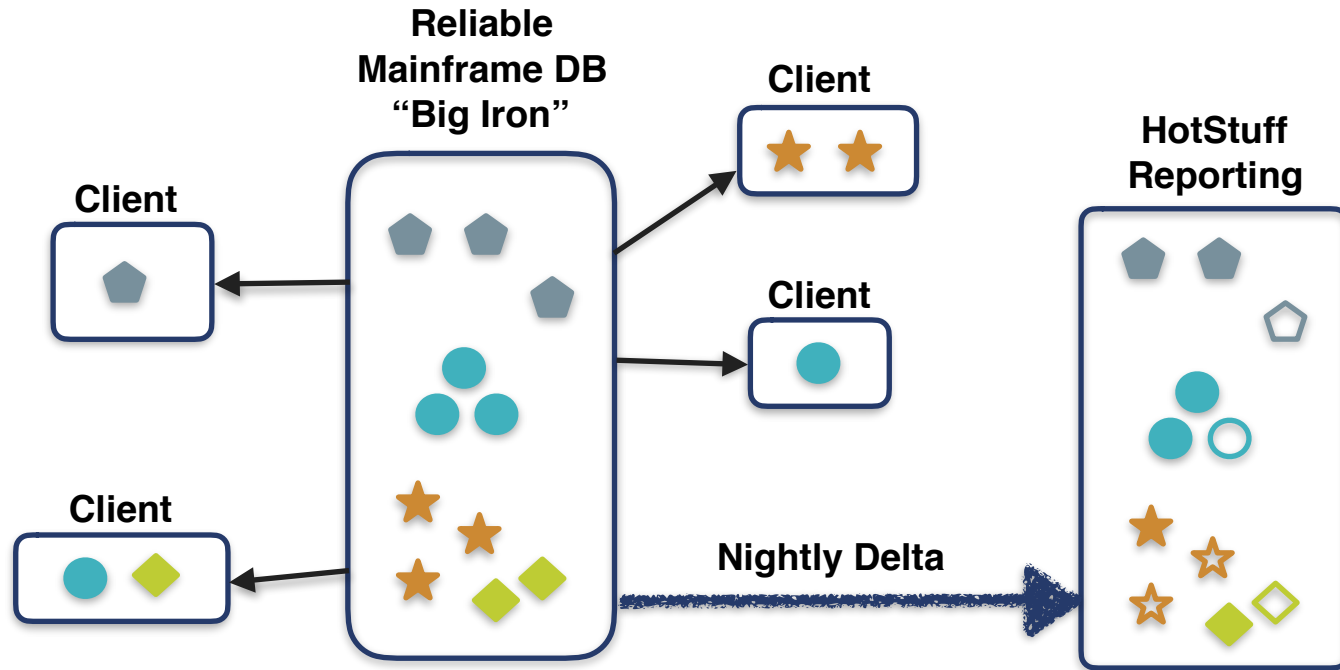 Reliable
Mainframe DB
“Big Iron”
Client
HotStuff
Reporting
Client
Client
Client
Nightly Delta